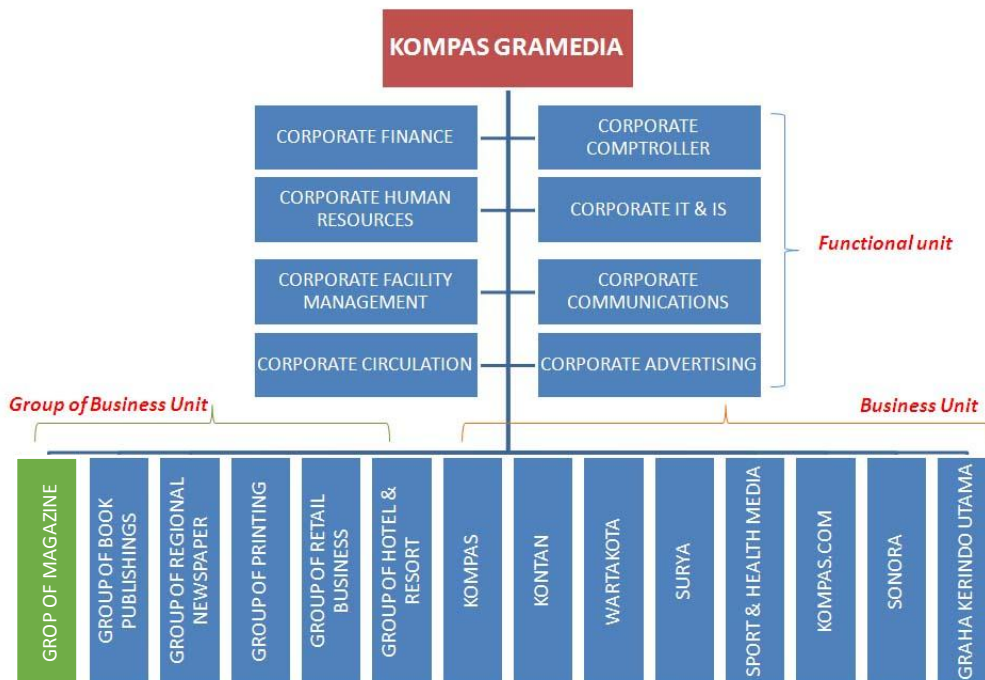 KOMPAS GRAMEDIA
CORPORATE FINANCE
CORPORATE
COMPTROLLER
CORPORATE HUMAN
RESOURCES
CORPORATE IT & IS
Functional unit
CORPORATE FACILITY
MANAGEMENT
CORPORATE
COMMUNICATIONS
CORPORATE CIRCULATION
CORPORATE ADVERTISING
Group of Business Unit
Business Unit
GROP OF MAGAZINE
GROUP OF BOOK
PUBLISHINGS
GROUP OF REGIONAL
NEWSPAPER
GROUP OF PRINTING
GROUP OF RETAIL
BUSINESS
GROUP OF HOTEL &
RESORT
KOMPAS
KONTAN
WARTAKOTA
SURYA
SPORT & HEALTH MEDIA
KOMPAS.COM
SONORA
GRAHA KERINDO UTAMA